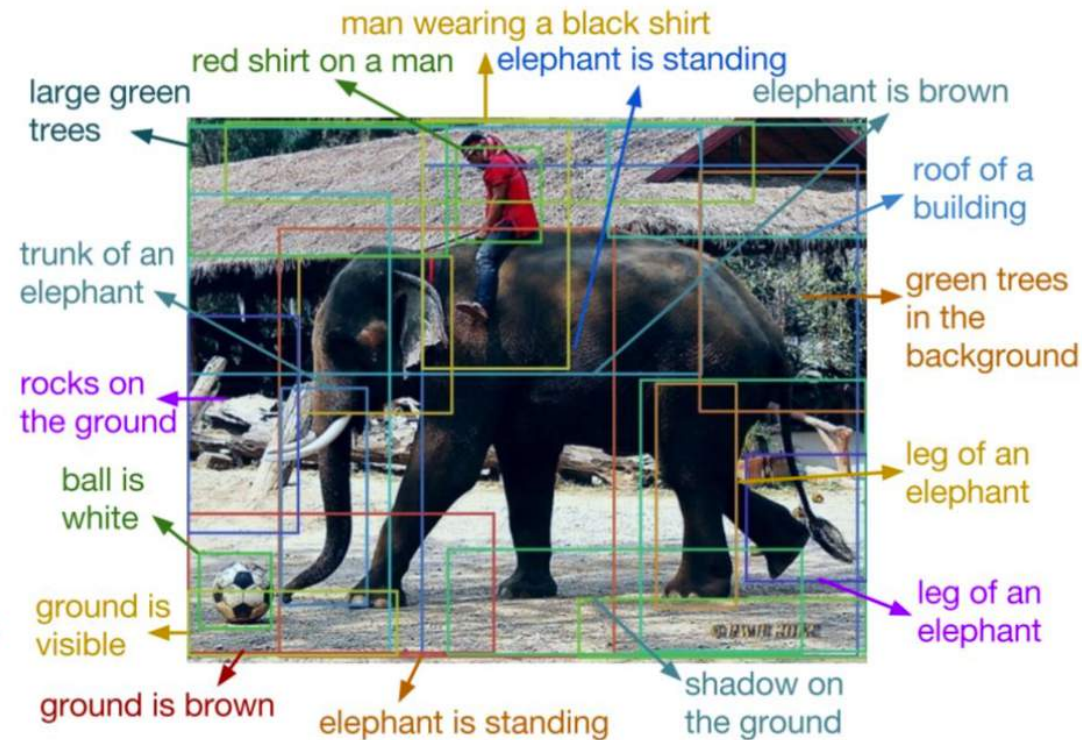 man wearing a black shirt
red shirt on a man
elephant is standing
large green
trees
elephant is brown
roof of a
building
trunk of an
elephant
green trees
in the
background
rocks on
the ground
leg of an
elephant
ball is
white
leg of an
elephant
ground is
visible
shadow on
the ground
ground is brown
elephant is standing